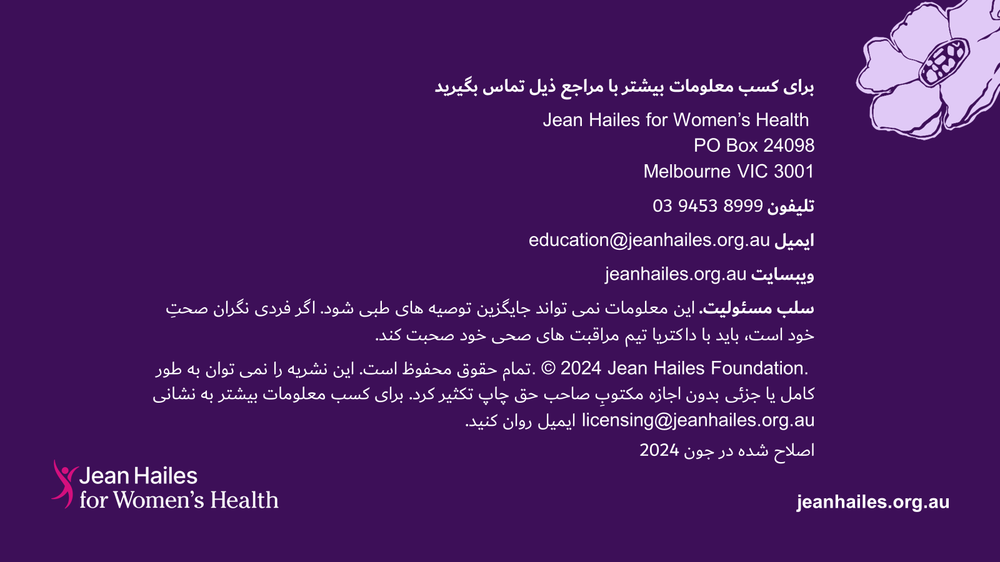 برای کسب معلومات بیشتر با مراجع ذیل تماس بگیرید
Jean Hailes for Women’s Health
PO Box 24098
Melbourne VIC 3001
تلیفون 03 9453 8999
ایمیل education@jeanhailes.org.au
ویبسایت jeanhailes.org.au
سلب مسئولیت. این معلومات نمی تواند جایگزین توصیه های طبی شود. اگر فردی نگران صحتِ
خود است، باید با داکتریا تیم مراقبت های صحی خود صحبت کند.
© 2024 Jean Hailes Foundation. .تمام حقوق محفوظ است. این نشریه را نمی توان به طور
کامل یا جزئی بدون اجازه مکتوبِ صاحب حق چاپ تکثیر کرد. برای کسب معلومات بیشتر به نشانی
licensing@jeanhailes.org.au ایمیل روان کنید.
اصلاح شده در جون 2024
Jean Hailes
for Women’s Health
jeanhailes.org.au